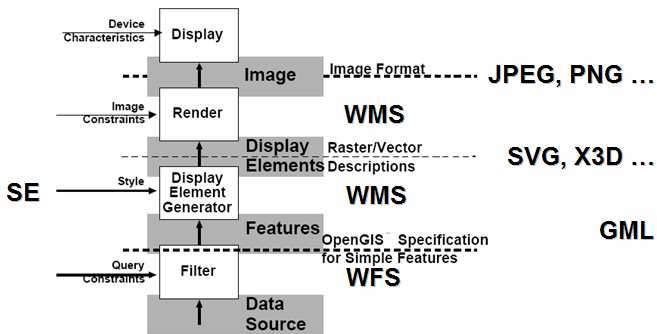 Device
Characteristics
Display
Image
Image Format
JPEG, PNG ...
Image
Constraints
Render
WMS
Display
Elements
Raster/Vector
Descriptions
SVG, X3D ...
SE
Style
Display
Element
Generator
WMS
Features
OpenGIS¨ Specification
for Simple Features
GML
Query
Constraints
Filter
WFS
Data
Source